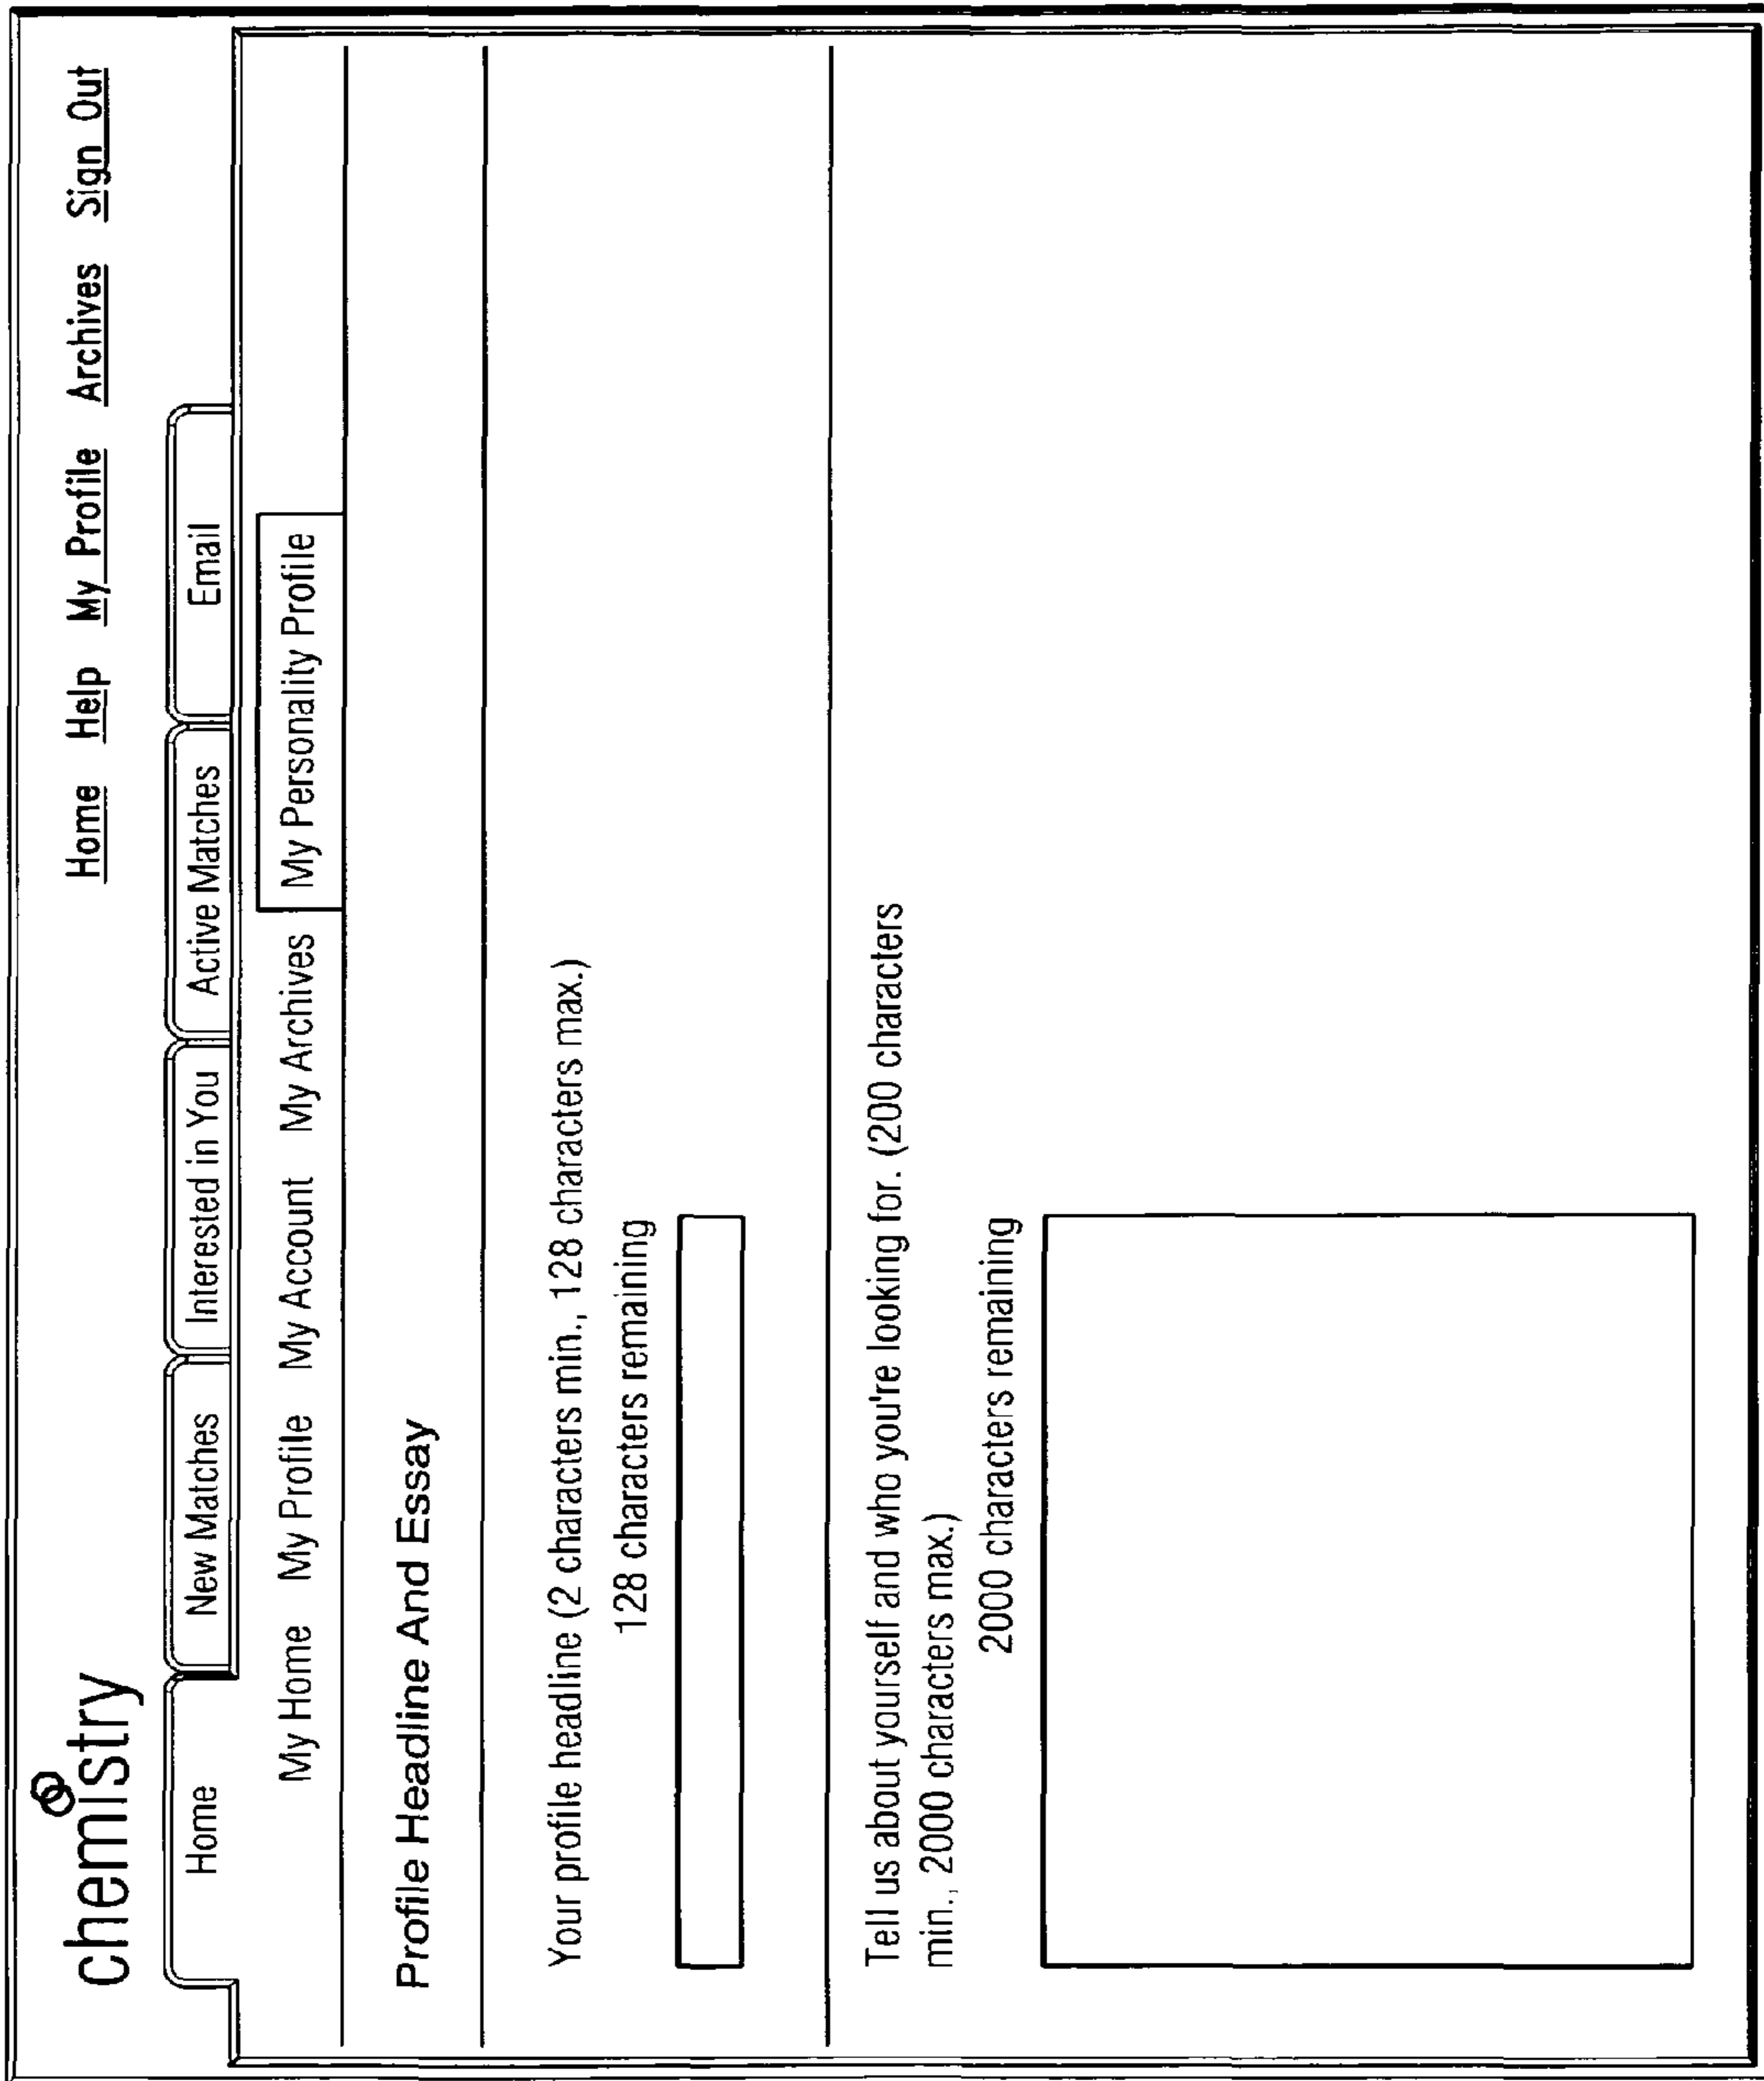 chemistry
Home Help My Profile Archives Sign Out
Home New Matches Interested in You Active Matches Email
My Home My Profile My Account My Archives My Personality Profile
Profile Headline And Essay
Your profile headline (2 characters min., 128 characters max.)
128 characters remaining
Tell us about yourself and who you're looking for. (200 characters
min., 2000 characters max.)
2000 characters remaining